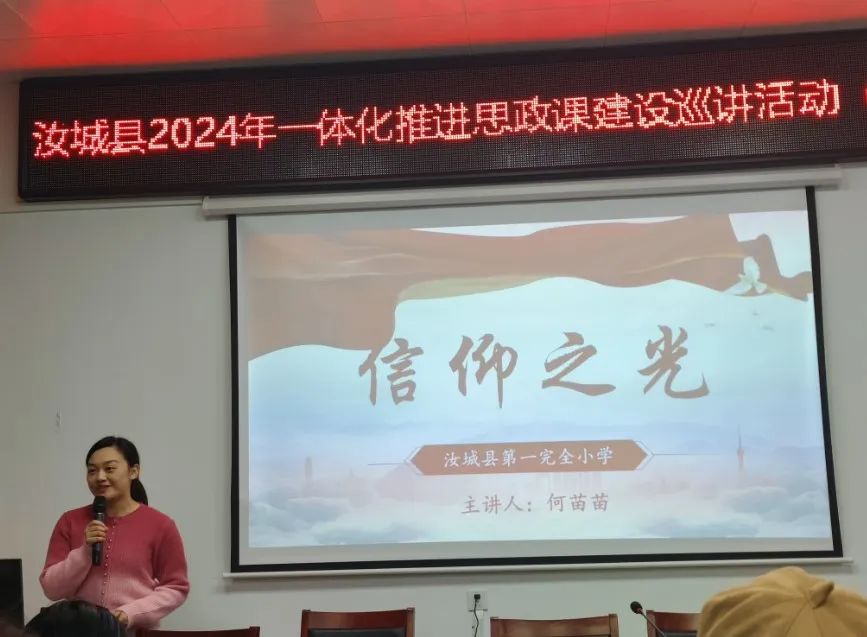 汝城县2024年一体化推进思政课建设巡讲活动
信仰之光
汝城县第一完全小学
主讲人：何苗苗